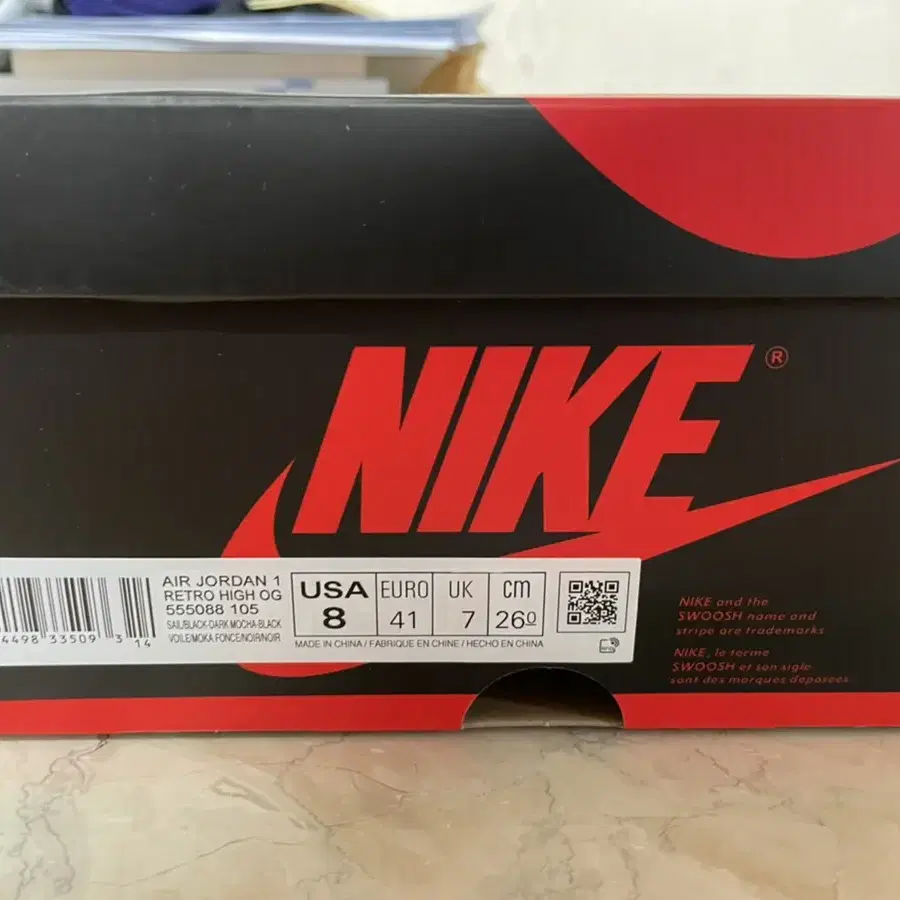 NIKE®
AIR JORDAN 1
RETRO HIGH OG
555088 105
SAIL/BLACK-DARK MOCHA-BLACK
VOILE/MOKA FONCE/NOIR/NOIR
4498 33509 3 14
USA EURO UK CM
8 41 7 26⁰
MADE IN CHINA / FABRIQUE EN CHINE / HECHO EN CHINA
NIKE and the
SWOOSH name and
stripe are trademarks
NIKE, le terme
SWOOSH et son sigle
sont des marques deposees